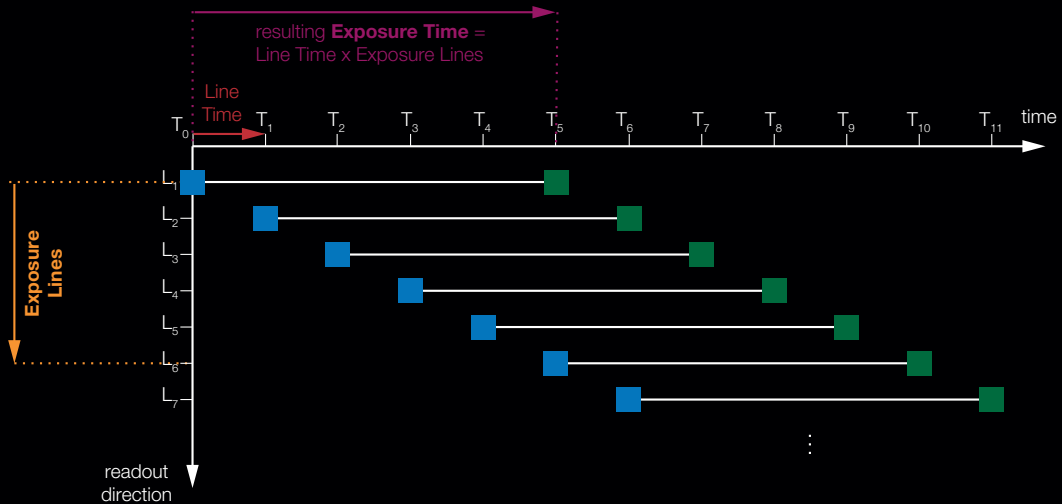 resulting Exposure Time =
Line Time x Exposure Lines
Line
Time
T0 T1 T2 T3 T4 T5 T6 T7 T8 T9 T10 T11 time
L1
L2
L3
L4
L5
L6
L7
Exposure
Lines
⋮
readout
direction